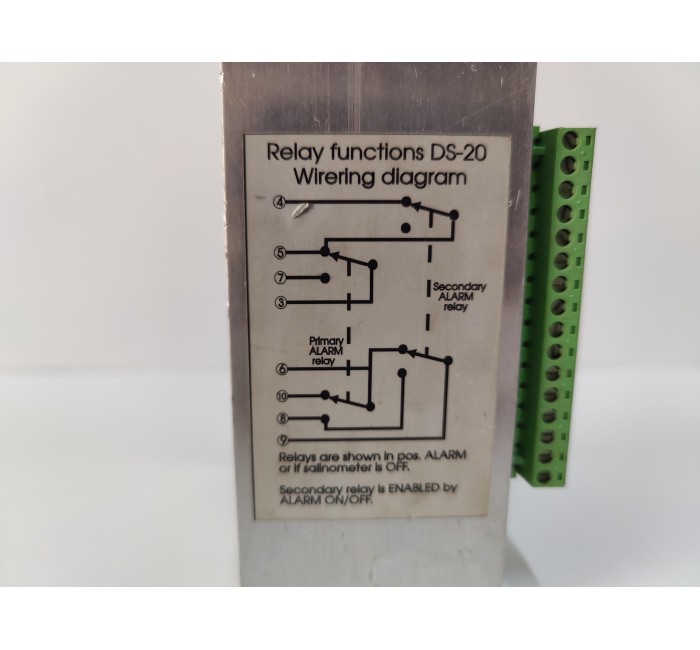 Relay functions DS-20
Wirering diagram
④
⑤
⑦
③
Secondary
ALARM
relay
Primary
ALARM
relay
⑥
⑩
⑧
⑨
Relays are shown in pos. ALARM
or if salinometer is OFF.
Secondary relay is ENABLED by
ALARM ON/OFF.